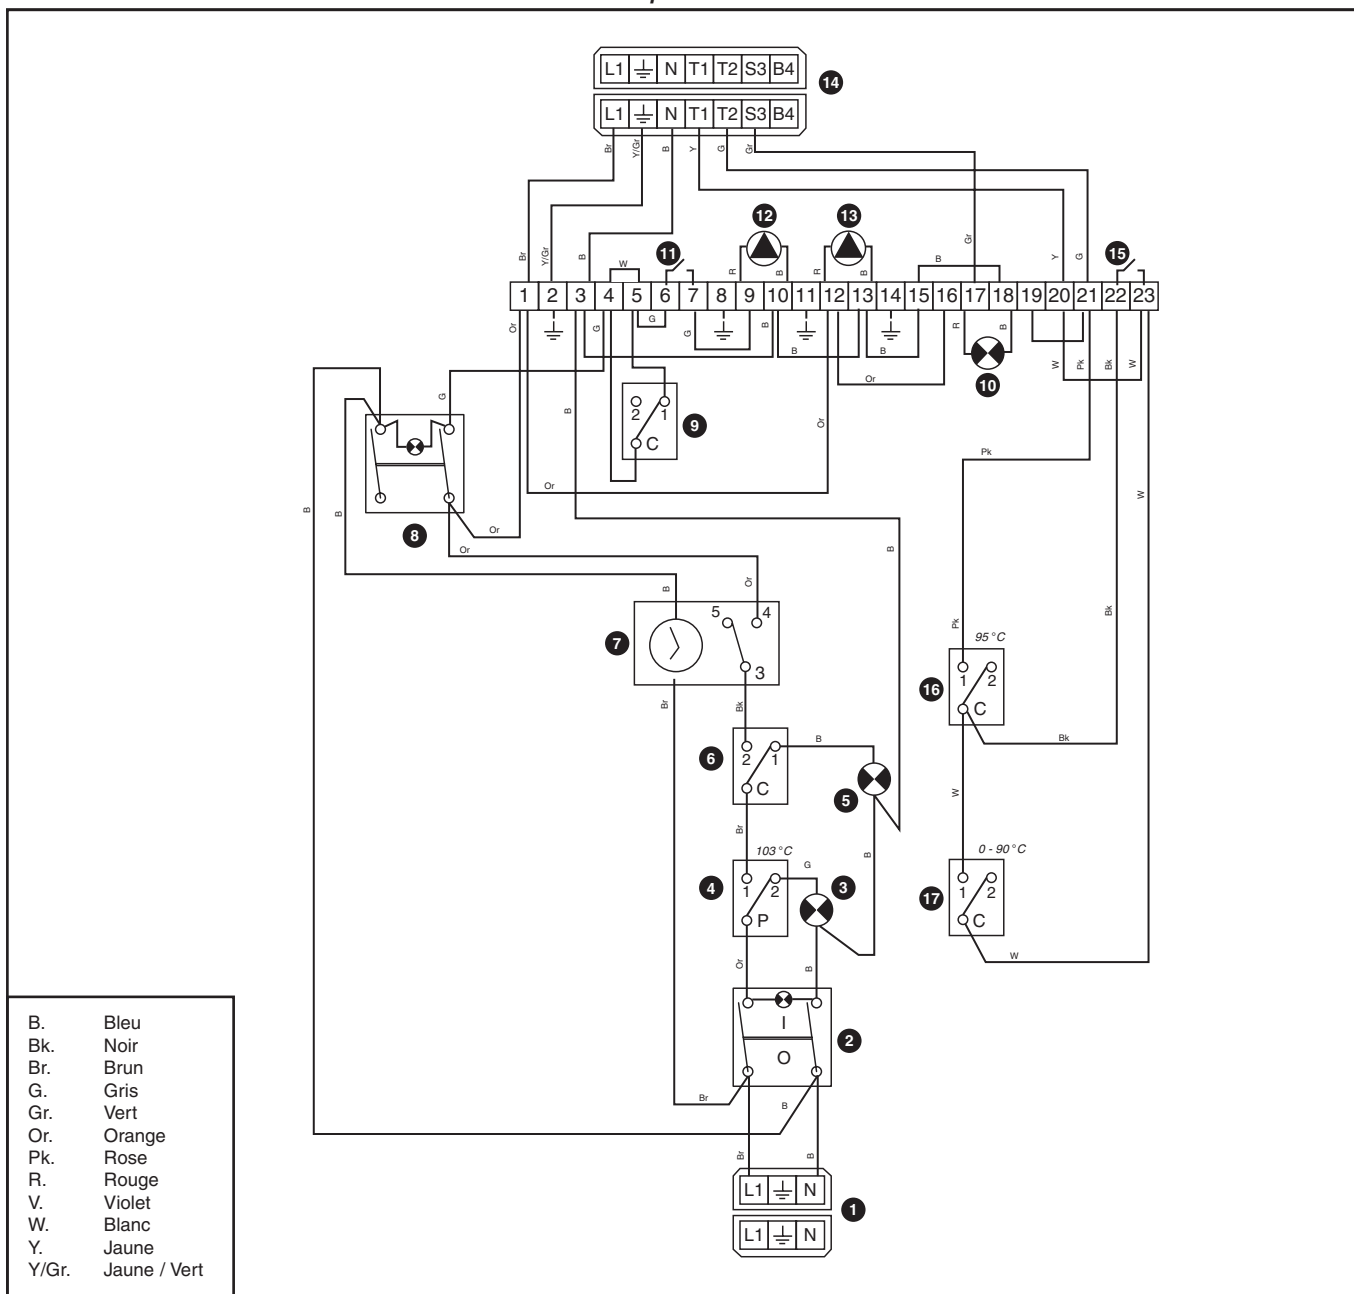 L1 N T1 T2 S3 B4
14
L1 N T1 T2 S3 B4
Br Y/Gr B Y G Gr
12 13
11 15
Br Y/Gr B W R B R B B Gr Y G
1 2 3 4 5 6 7 8 9 10 11 12 13 14 15 16 17 18 19 20 21 22 23
Or G G G B B B R B W Pk Bk W
Or
10
G B
2 1
9
C
Or
Pk
Or
W
B B
8
Or
Or
B
B Or
Bk
5 4
7
3
Pk
95°C
Br Bk
16
1 2
C
Bk
B
6
2 1
C
5
W
Br
B
103°C
G
0 - 90°C
4
1 2
3
P
17
1 2
C
W
Or B
I
2
O
Br B
Br B
L1 N
1
L1 N
B. Bleu
Bk. Noir
Br. Brun
G. Gris
Gr. Vert
Or. Orange
Pk. Rose
R. Rouge
V. Violet
W. Blanc
Y. Jaune
Y/Gr. Jaune / Vert